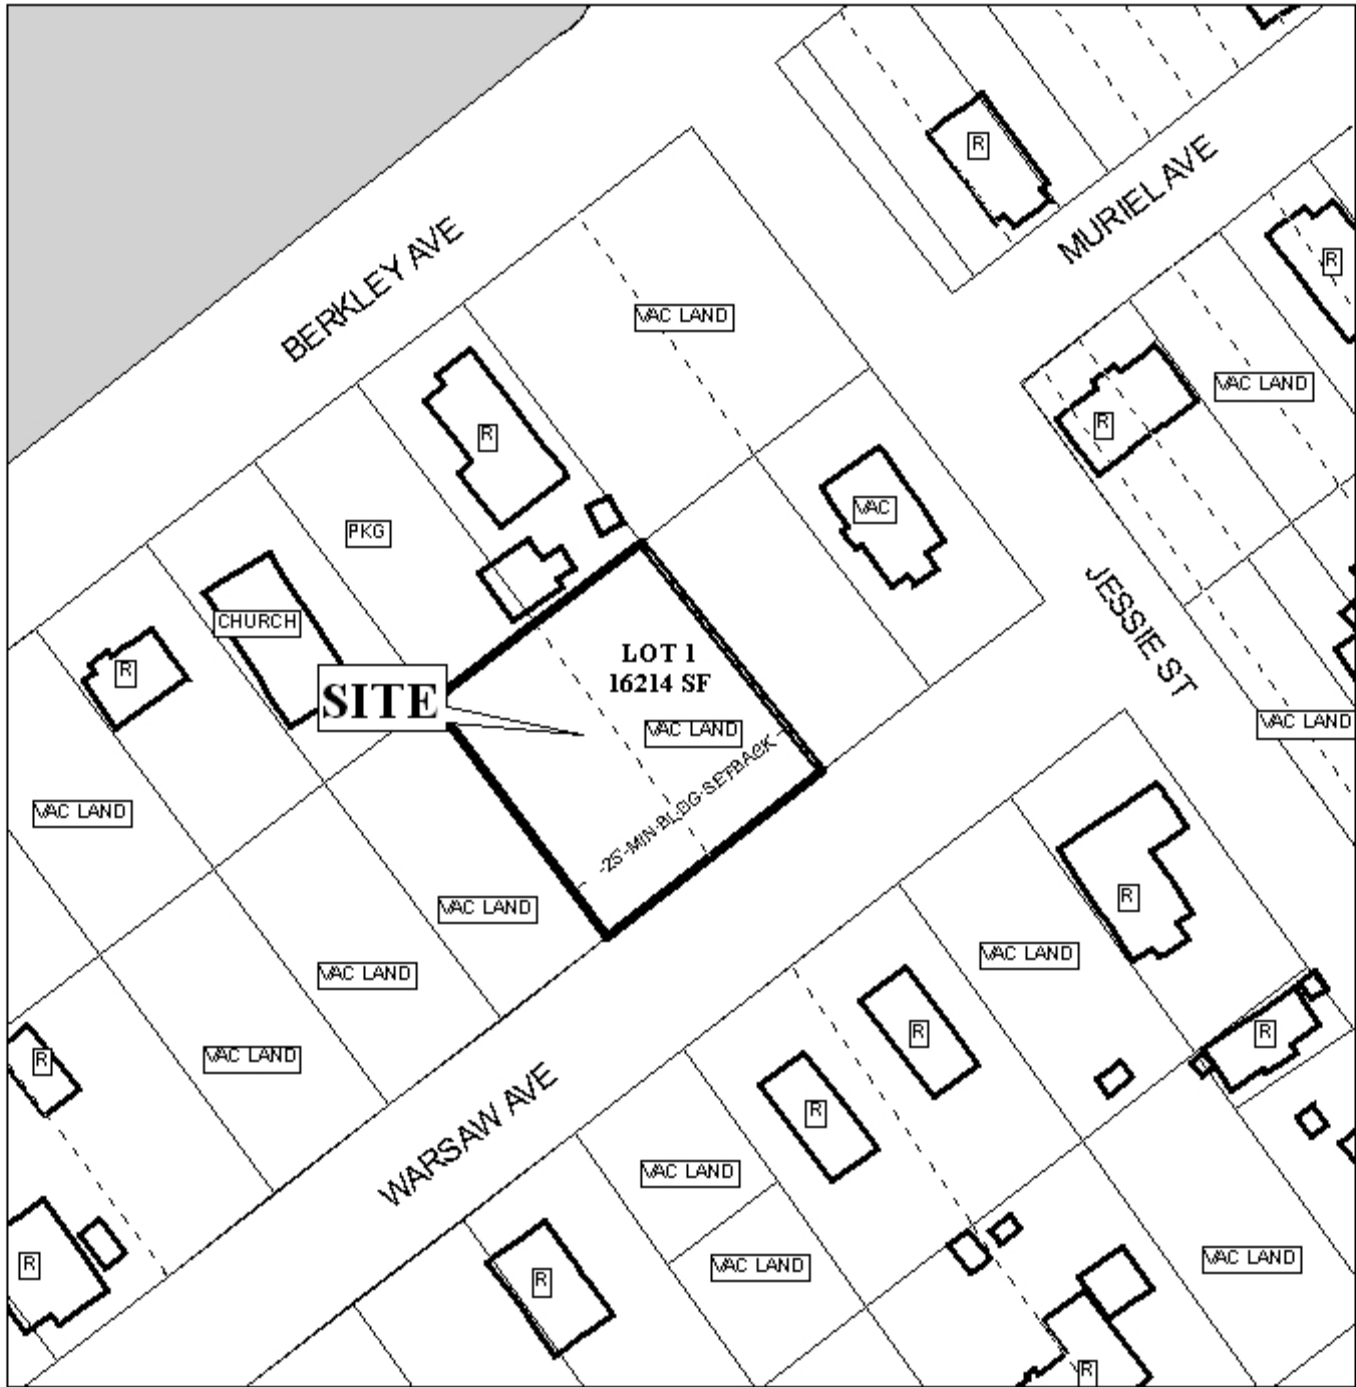 R
MURIEL AVE
BERKLEY AVE
R
VAC LAND
VAC LAND
R
R
VAC
PKG
JESSIE ST
CHURCH
LOT 1
16214 SF
R
SITE
VAC LAND
VAC LAND
25' MIN BLDG SETBACK
VAC LAND
R
VAC LAND
VAC LAND
VAC LAND
R
R
VAC LAND
R
WARSAW AVE
R
VAC LAND
R
VAC LAND
VAC LAND
R
R